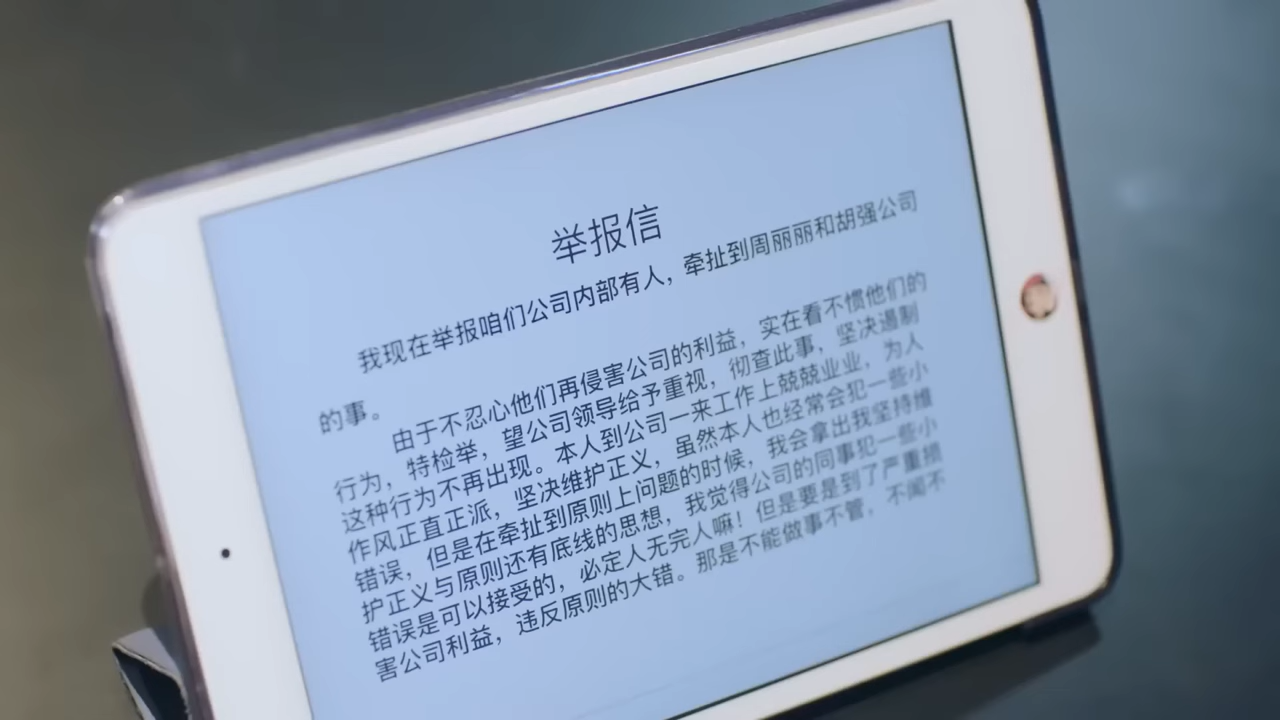 举报信
我现在举报咱们公司内部有人，牵扯到周丽丽和胡强公司
的事。
由于不忍心他们再侵害公司的利益，实在看不惯他们的
行为，特检举，望公司领导给予重视，彻查此事，坚决遏制
这种行为不再出现。本人到公司一来工作上兢兢业业，为人
作风正直正派，坚决维护正义，虽然本人也经常会犯一些小
错误，但是在牵扯到原则上问题的时候，我会拿出我坚持维
护正义与原则还有底线的思想，我觉得公司的同事犯一些小
错误是可以接受的，必定人无完人嘛！但是要是到了严重损
害公司利益，违反原则的大错。那是不能做事不管，不闻不